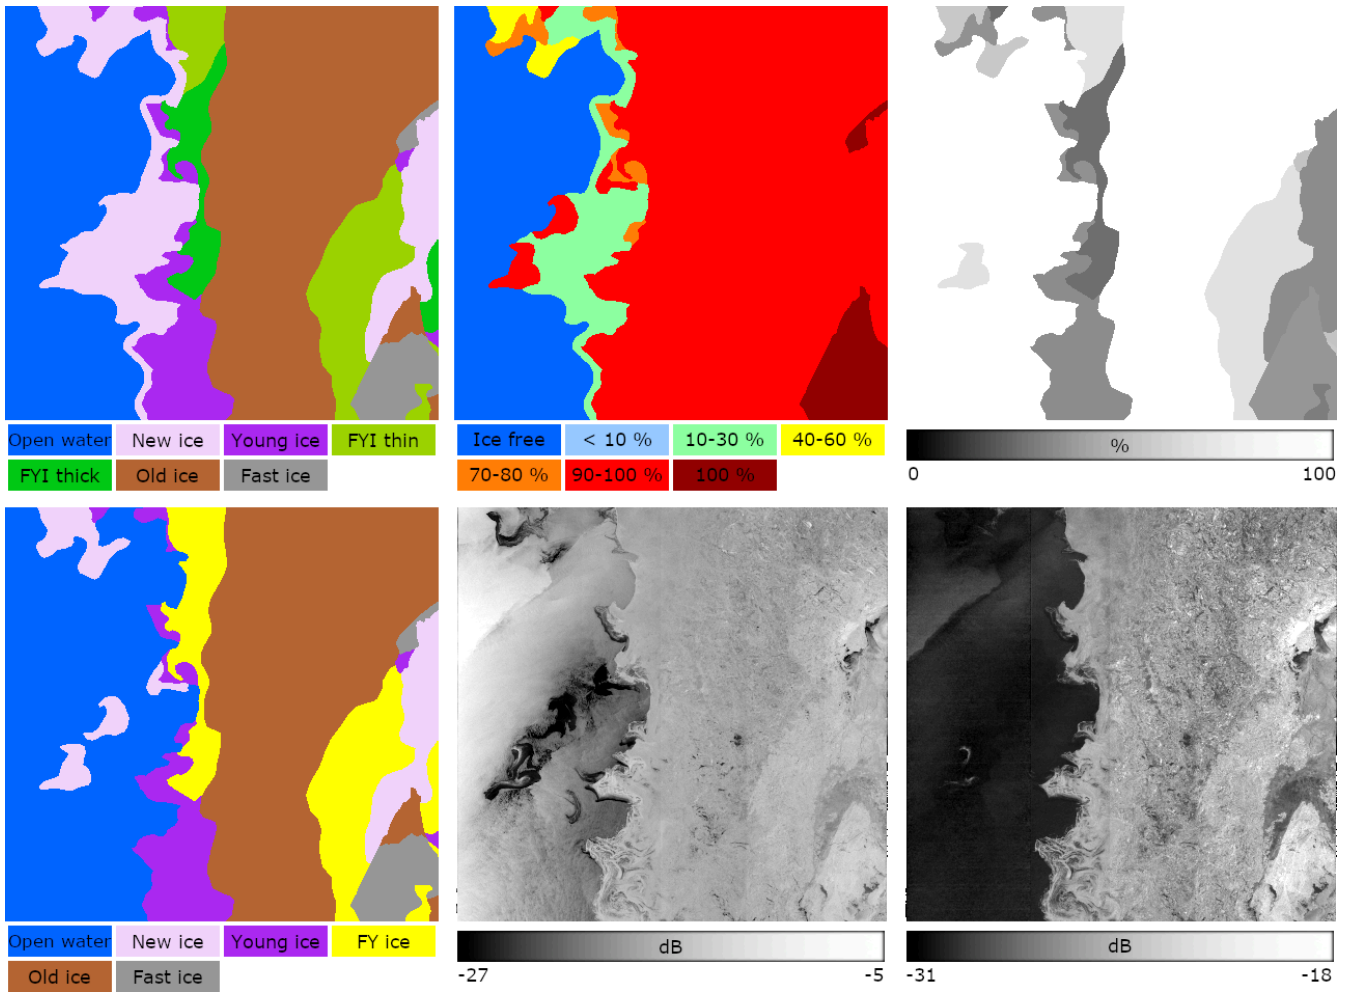 Open water New ice Young ice FYI thin
FYI thick Old ice Fast ice
Ice free < 10 % 10-30 % 40-60 %
70-80 % 90-100 % 100 %
%
0 100
Open water New ice Young ice FY ice
Old ice Fast ice
dB
-27 -5
dB
-31 -18